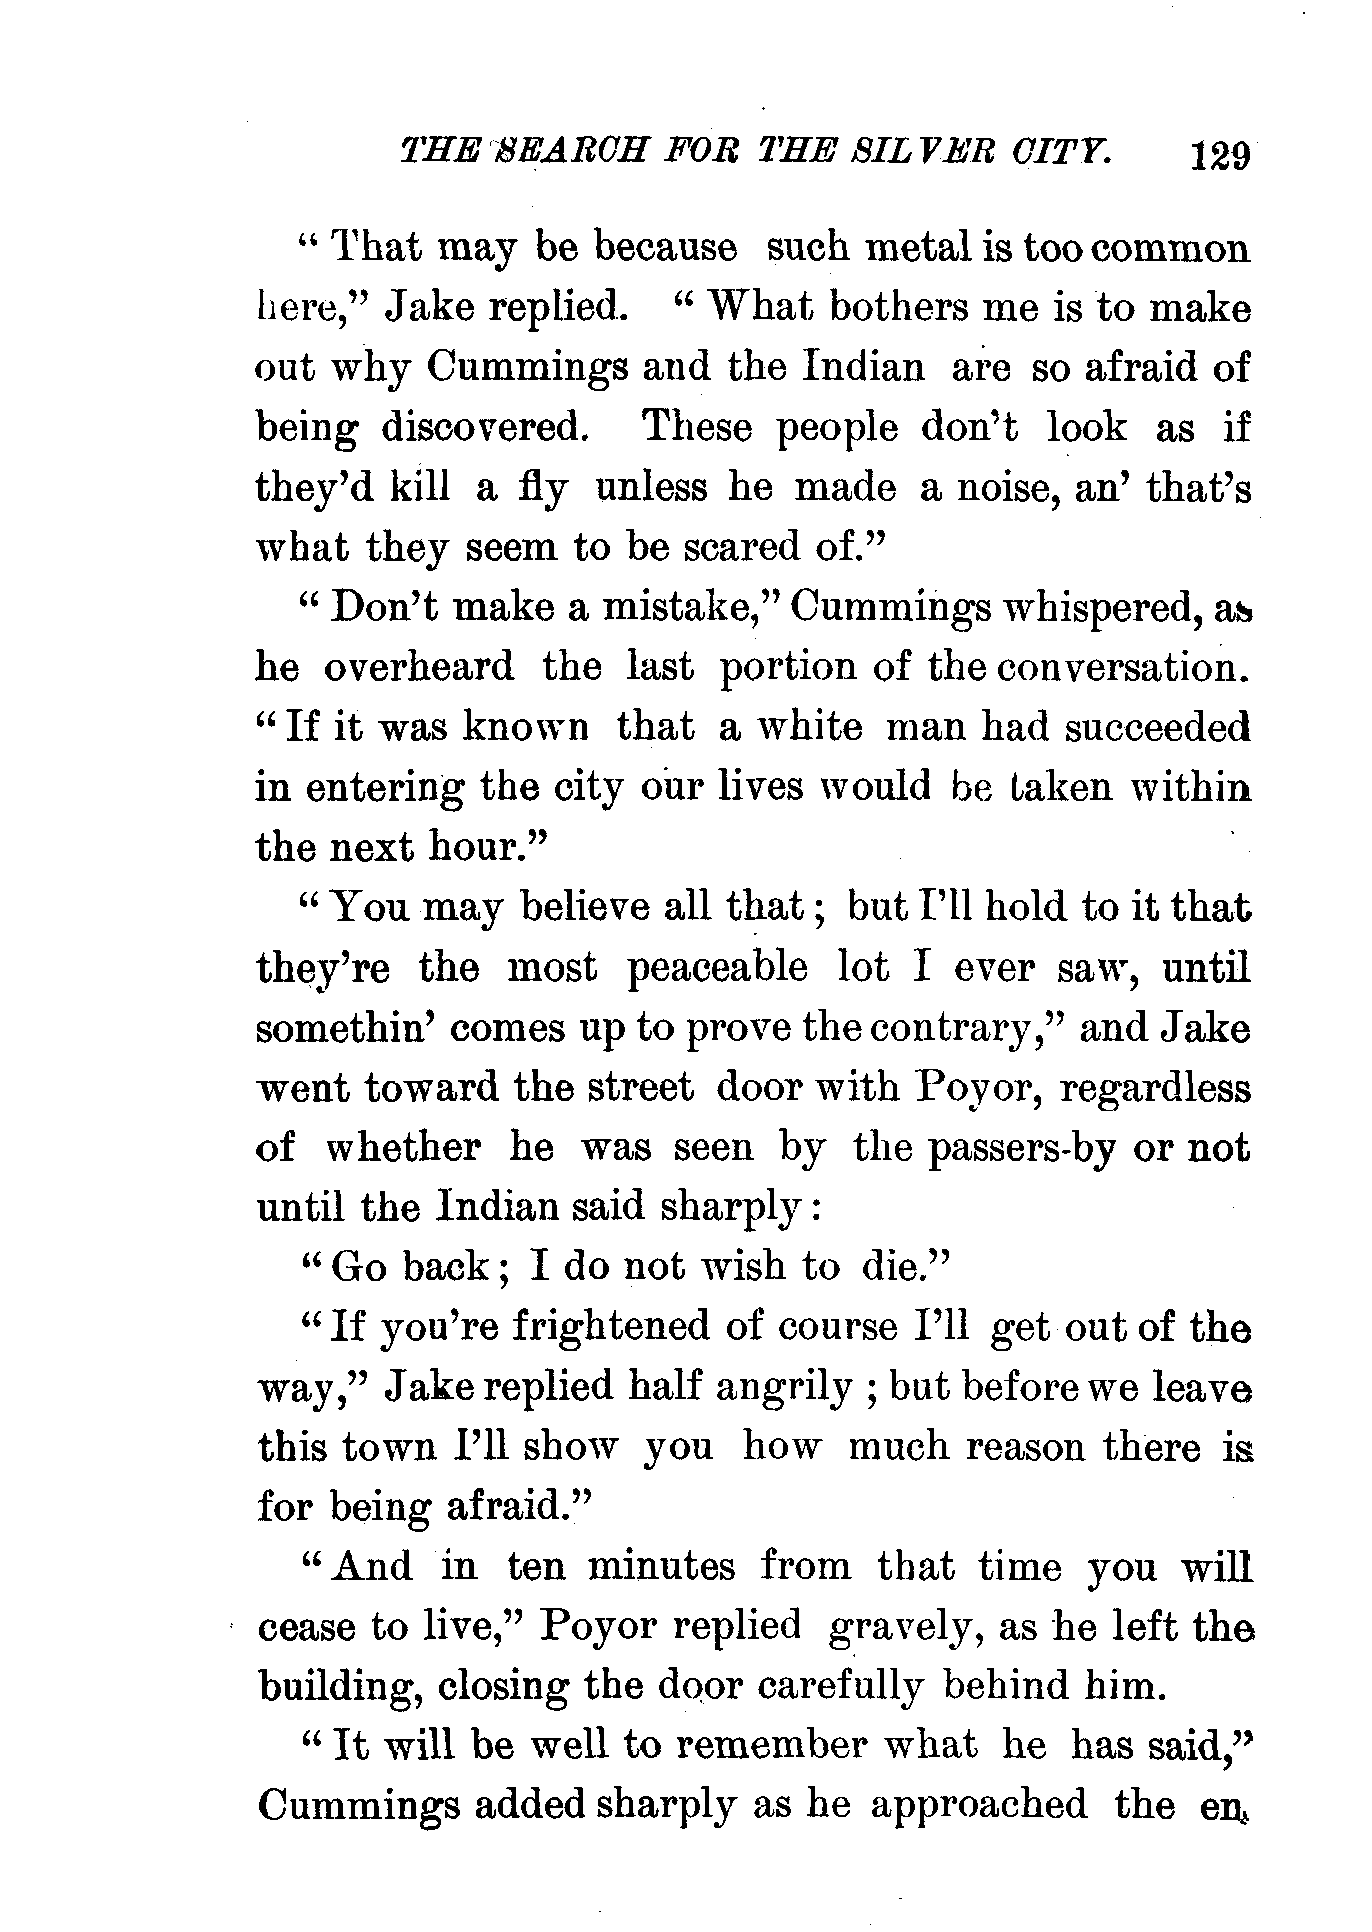 THE SEARCH FOR THE SILVER CITY. 129
“ That may be because such metal is too common
here,” Jake replied. “ What bothers me is to make
out why Cummings and the Indian are so afraid of
being discovered. These people don’t look as if
they’d kill a fly unless he made a noise, an’ that’s
what they seem to be scared of.”
“ Don’t make a mistake,” Cummings whispered, as
he overheard the last portion of the conversation.
“ If it was known that a white man had succeeded
in entering the city our lives would be taken within
the next hour.”
“ You may believe all that ; but I’ll hold to it that
they’re the most peaceable lot I ever saw, until
somethin’ comes up to prove the contrary,” and Jake
went toward the street door with Poyor, regardless
of whether he was seen by the passers-by or not
until the Indian said sharply :
“ Go back ; I do not wish to die.”
“ If you’re frightened of course I’ll get out of the
way,” Jake replied half angrily ; but before we leave
this town I’ll show you how much reason there is
for being afraid.”
“ And in ten minutes from that time you will
cease to live,” Poyor replied gravely, as he left the
building, closing the door carefully behind him.
“ It will be well to remember what he has said,”
Cummings added sharply as he approached the en-